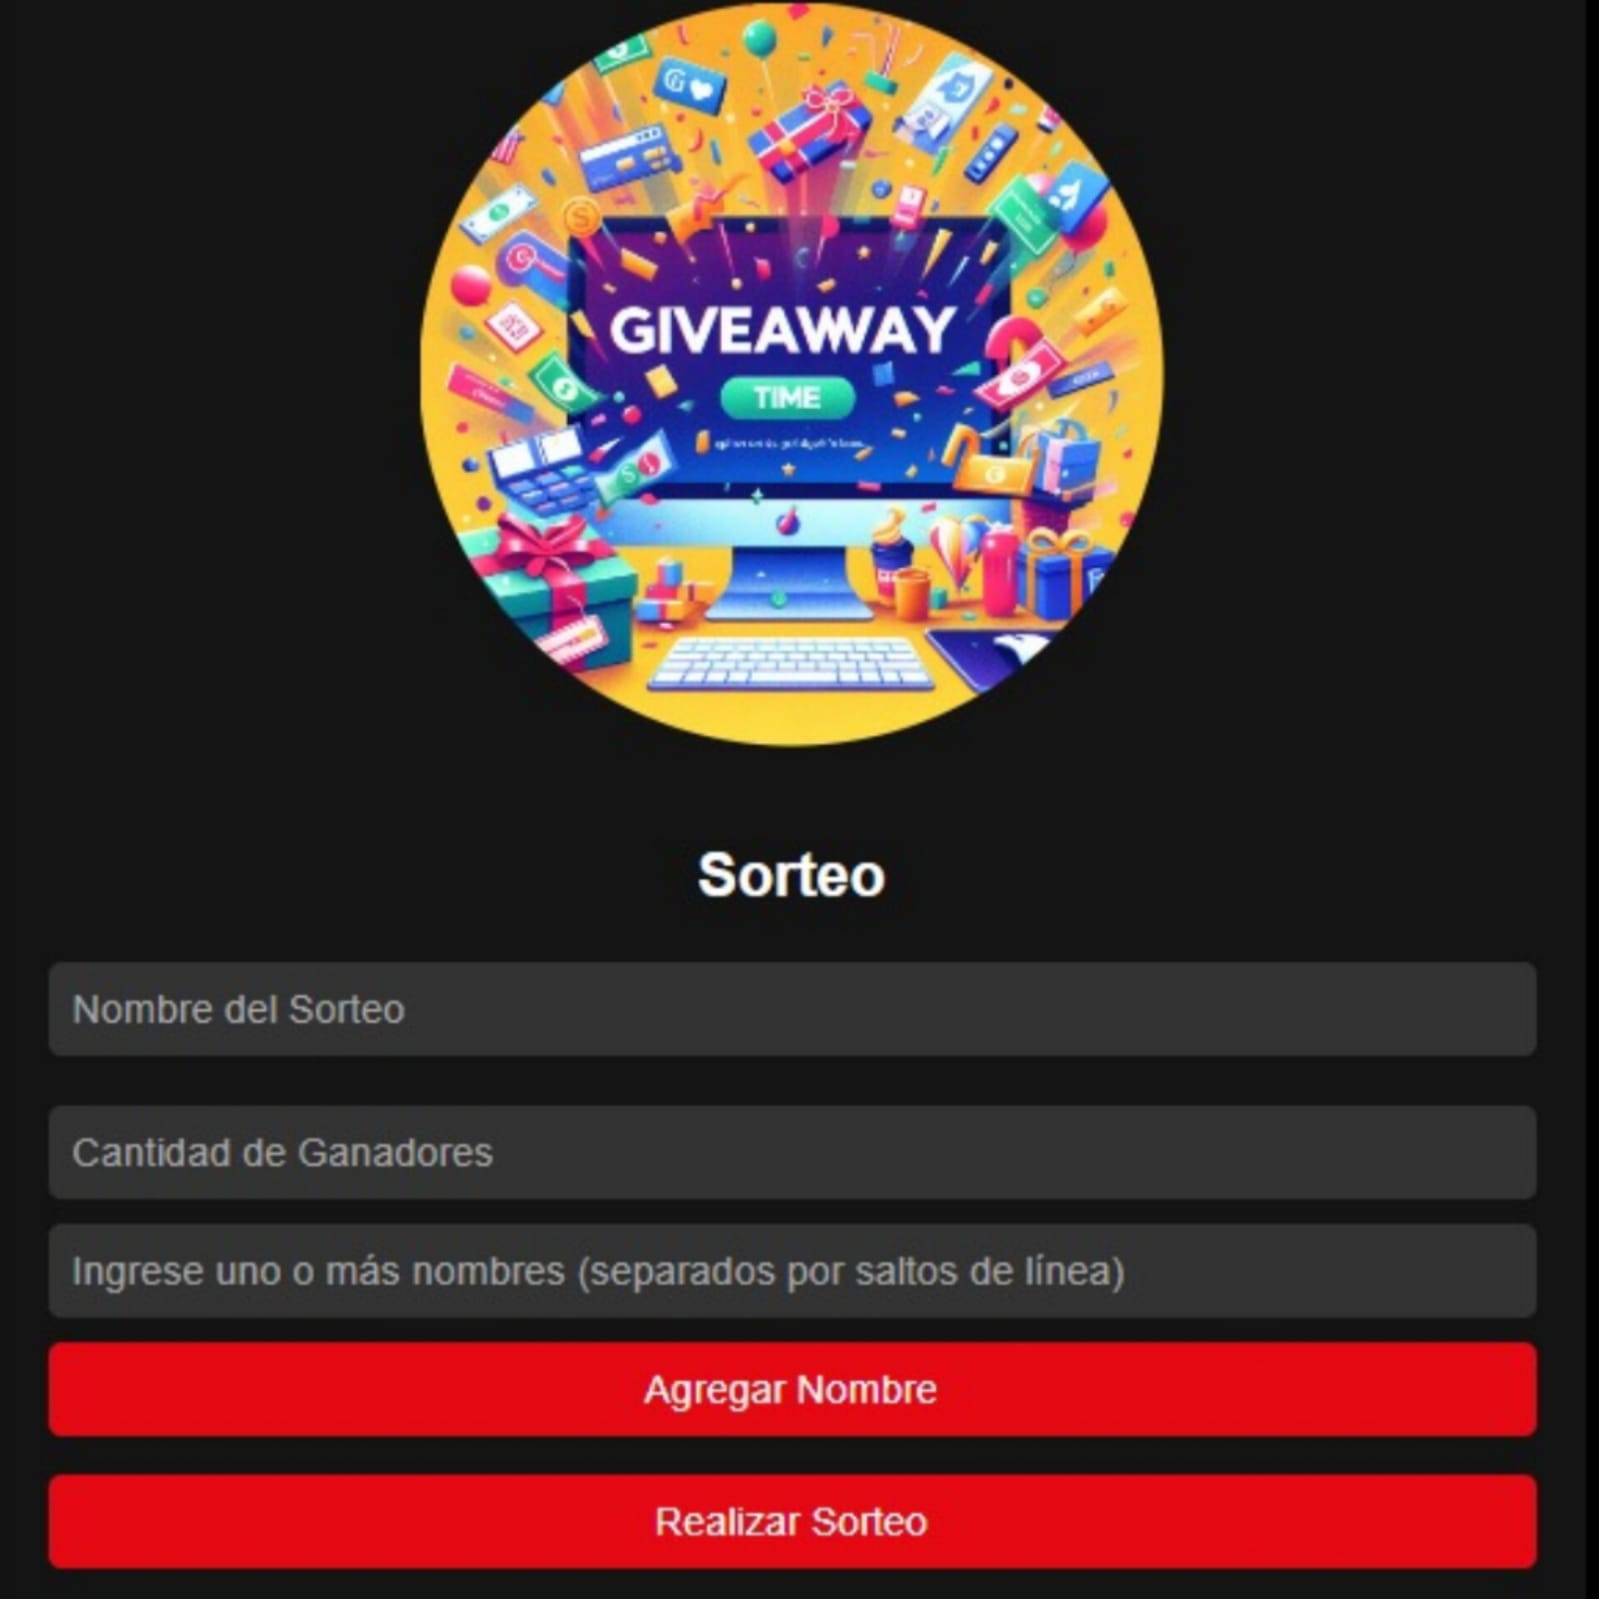 GIVEAWAY
TIME
Sorteo
Nombre del Sorteo
Cantidad de Ganadores
Ingrese uno o más nombres (separados por saltos de línea)
Agregar Nombre
Realizar Sorteo